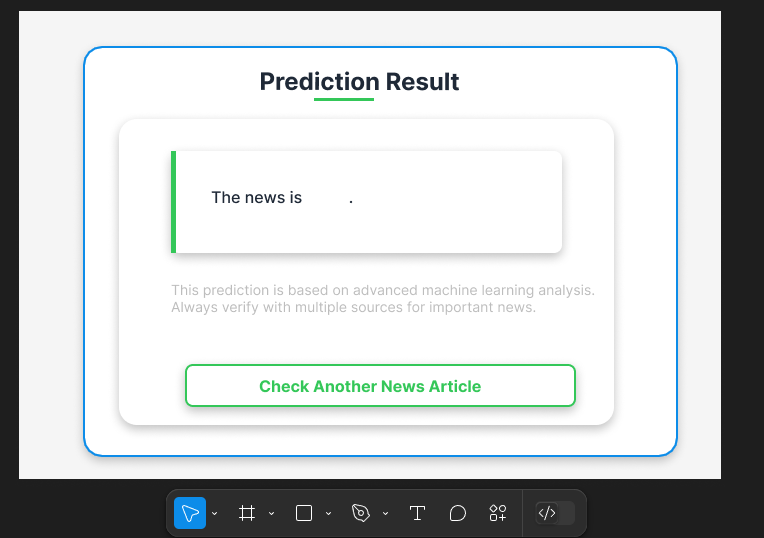 Prediction Result
The news is .
This prediction is based on advanced machine learning analysis.
Always verify with multiple sources for important news.
Check Another News Article